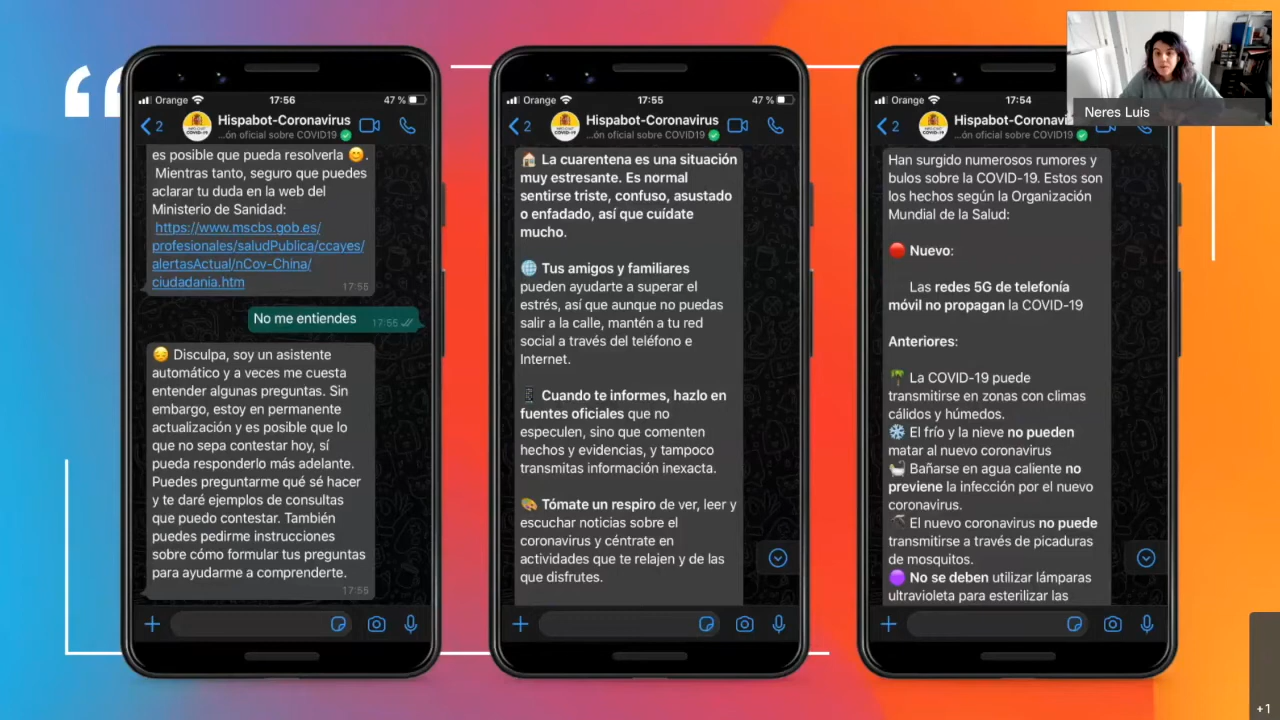 “
Orange 17:56 47 %
2 Hispabot-Coronavirus
...ón oficial sobre COVID19
es posible que pueda resolverla 😊.
Mientras tanto, seguro que puedes
aclarar tu duda en la web del
Ministerio de Sanidad:
https://www.mscbs.gob.es/
profesionales/saludPublica/ccayes/
alertasActual/nCov-China/
ciudadania.htm
17:55
No me entiendes 17:55
😔 Disculpa, soy un asistente
automático y a veces me cuesta
entender algunas preguntas. Sin
embargo, estoy en permanente
actualización y es posible que lo
que no sepa contestar hoy, sí
pueda responderlo más adelante.
Puedes preguntarme qué sé hacer
y te daré ejemplos de consultas
que puedo contestar. También
puedes pedirme instrucciones
sobre cómo formular tus preguntas
para ayudarme a comprenderte.
17:55
Orange 17:55 47 %
2 Hispabot-Coronavirus
...ón oficial sobre COVID19
🏠 La cuarentena es una situación
muy estresante. Es normal
sentirse triste, confuso, asustado
o enfadado, así que cuídate
mucho.
🌐 Tus amigos y familiares
pueden ayudarte a superar el
estrés, así que aunque no puedas
salir a la calle, mantén a tu red
social a través del teléfono e
Internet.
📱 Cuando te informes, hazlo en
fuentes oficiales que no
especulen, sino que comenten
hechos y evidencias, y tampoco
transmitas información inexacta.
🎨 Tómate un respiro de ver, leer y
escuchar noticias sobre el
coronavirus y céntrate en
actividades que te relajen y de las
que disfrutes.
Orange 17:54
2 Hispabot-Coronavi
...ón oficial sobre COVID19
Han surgido numerosos rumores y
bulos sobre la COVID-19. Estos son
los hechos según la Organización
Mundial de la Salud:
🔴 Nuevo:
Las redes 5G de telefonía
móvil no propagan la COVID-19
Anteriores:
🌴 La COVID-19 puede
transmitirse en zonas con climas
cálidos y húmedos.
❄️ El frío y la nieve no pueden
matar al nuevo coronavirus
🛀 Bañarse en agua caliente no
previene la infección por el nuevo
coronavirus.
El nuevo coronavirus no puede
transmitirse a través de picaduras
de mosquitos.
🟣 No se deben utilizar lámparas
ultravioleta para esterilizar las
Neres Luis
+1